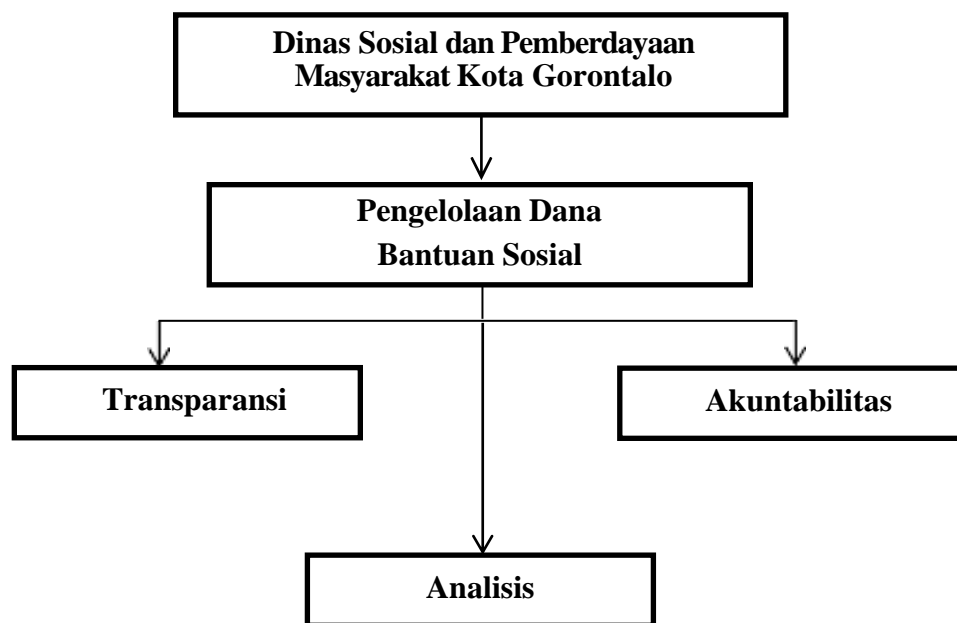 Dinas Sosial dan Pemberdayaan
Masyarakat Kota Gorontalo
Pengelolaan Dana
Bantuan Sosial
Transparansi
Akuntabilitas
Analisis